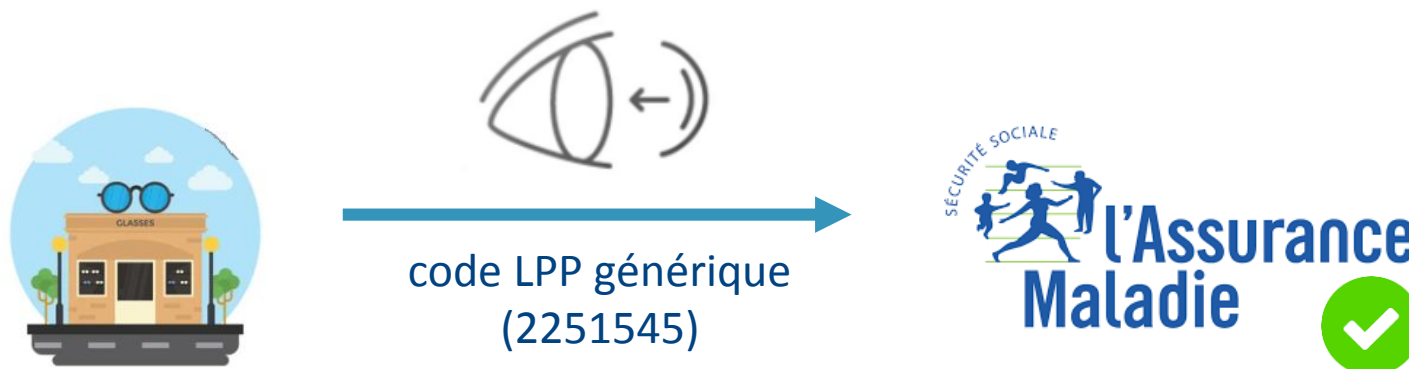 GLASSES
code LPP générique
(2251545)
SÉCURITÉ SOCIALE
l'Assurance
Maladie